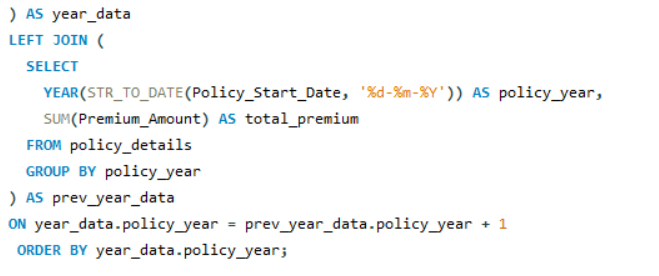 ) AS year_data
LEFT JOIN (
SELECT
YEAR(STR_TO_DATE(Policy_Start_Date, '%d-%m-%Y')) AS policy_year,
SUM(Premium_Amount) AS total_premium
FROM policy_details
GROUP BY policy_year
) AS prev_year_data
ON year_data.policy_year = prev_year_data.policy_year + 1
ORDER BY year_data.policy_year;